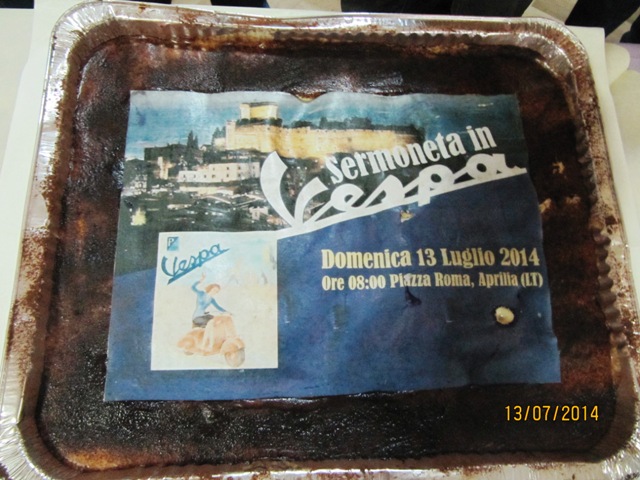 Sermoneta in
Vespa
Vespa
Domenica 13 Luglio 2014
Ore 08:00 Piazza Roma, Aprilia (LT)
13/07/2014